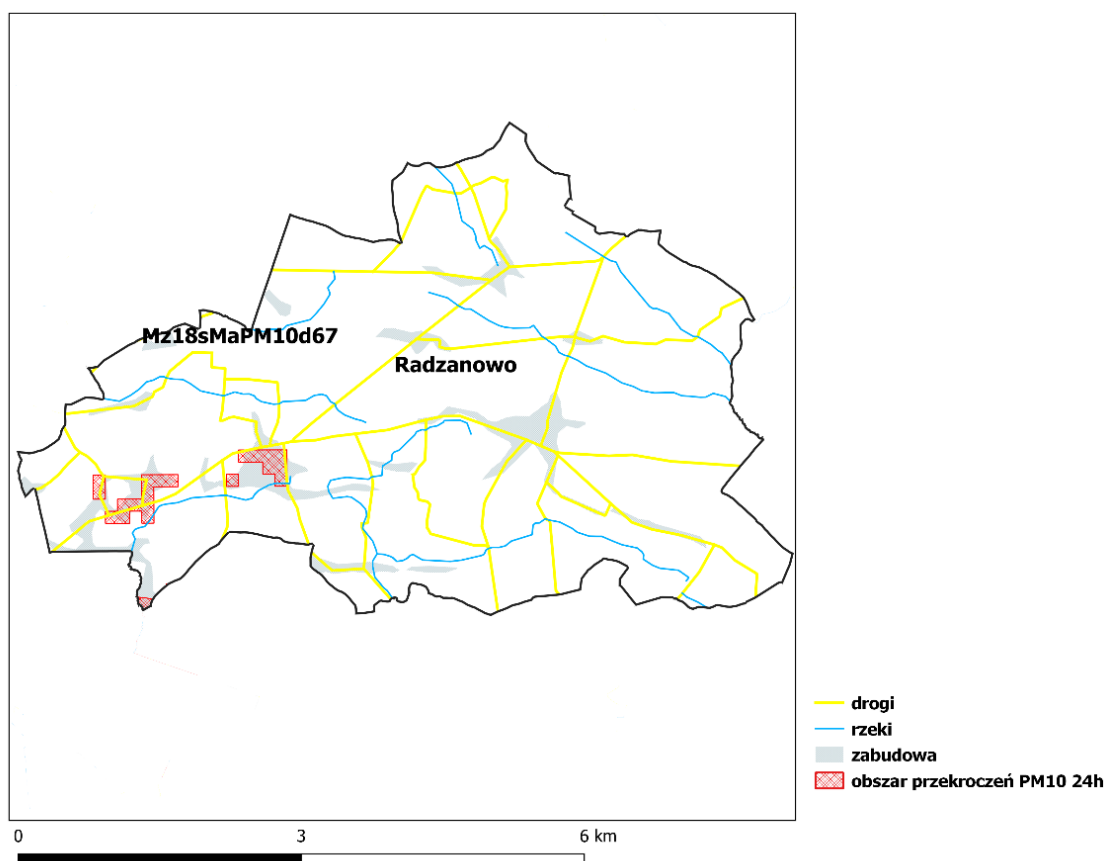 Mz18sMaPM10d67
Radzanowo
drogi
rzeki
zabudowa
obszar przekroczeń PM10 24h
0 3 6 km